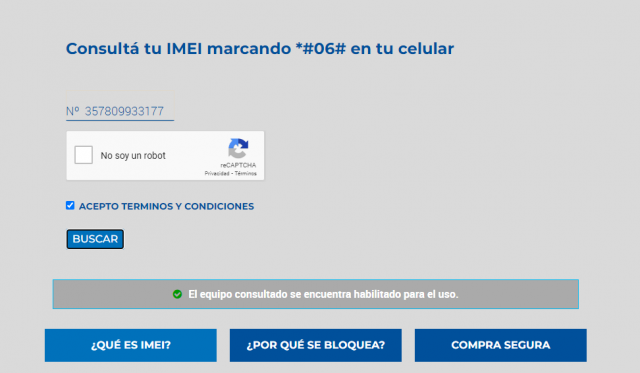 Consultá tu IMEI marcando *#06# en tu celular
Nº 357809933177
No soy un robot
reCAPTCHA
Privacidad - Términos
ACEPTO TERMINOS Y CONDICIONES
BUSCAR
El equipo consultado se encuentra habilitado para el uso.
¿QUÉ ES IMEI?
¿POR QUÉ SE BLOQUEA?
COMPRA SEGURA